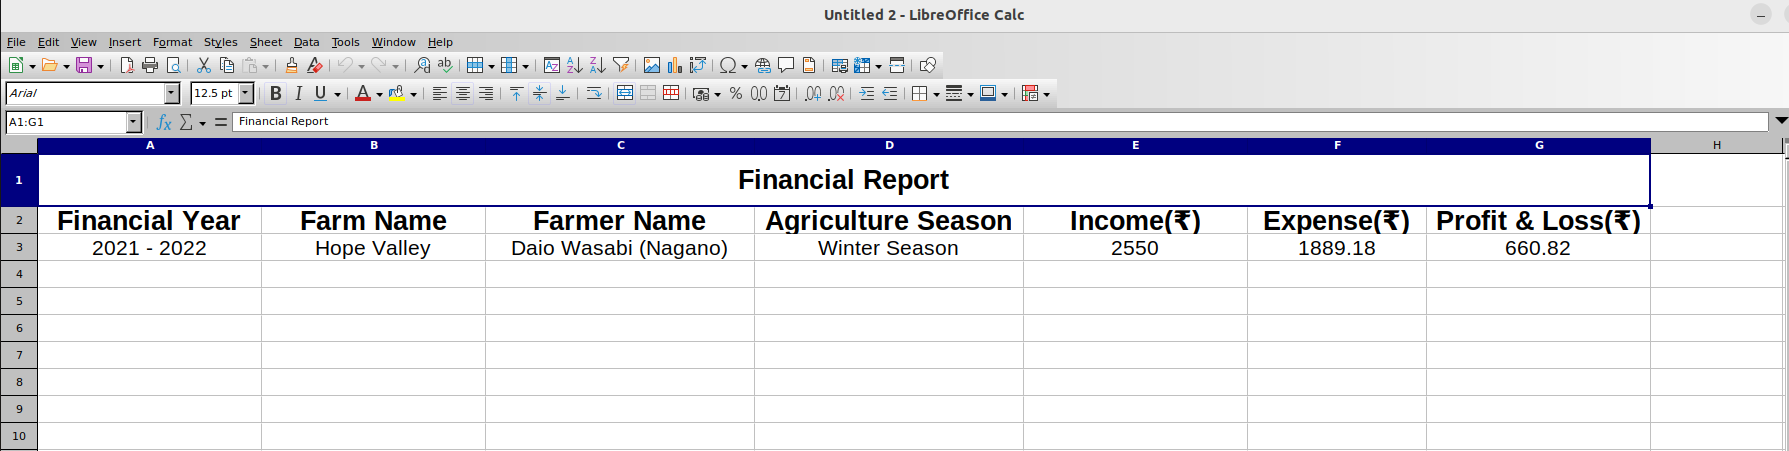 Untitled 2 - LibreOffice Calc
File Edit View Insert Format Styles Sheet Data Tools Window Help
Arial 12.5 pt
A1:G1 Financial Report
A B C D E F G H
1 Financial Report
2 Financial Year Farm Name Farmer Name Agriculture Season Income(₹) Expense(₹) Profit & Loss(₹)
3 2021 - 2022 Hope Valley Daio Wasabi (Nagano) Winter Season 2550 1889.18 660.82
4
5
6
7
8
9
10